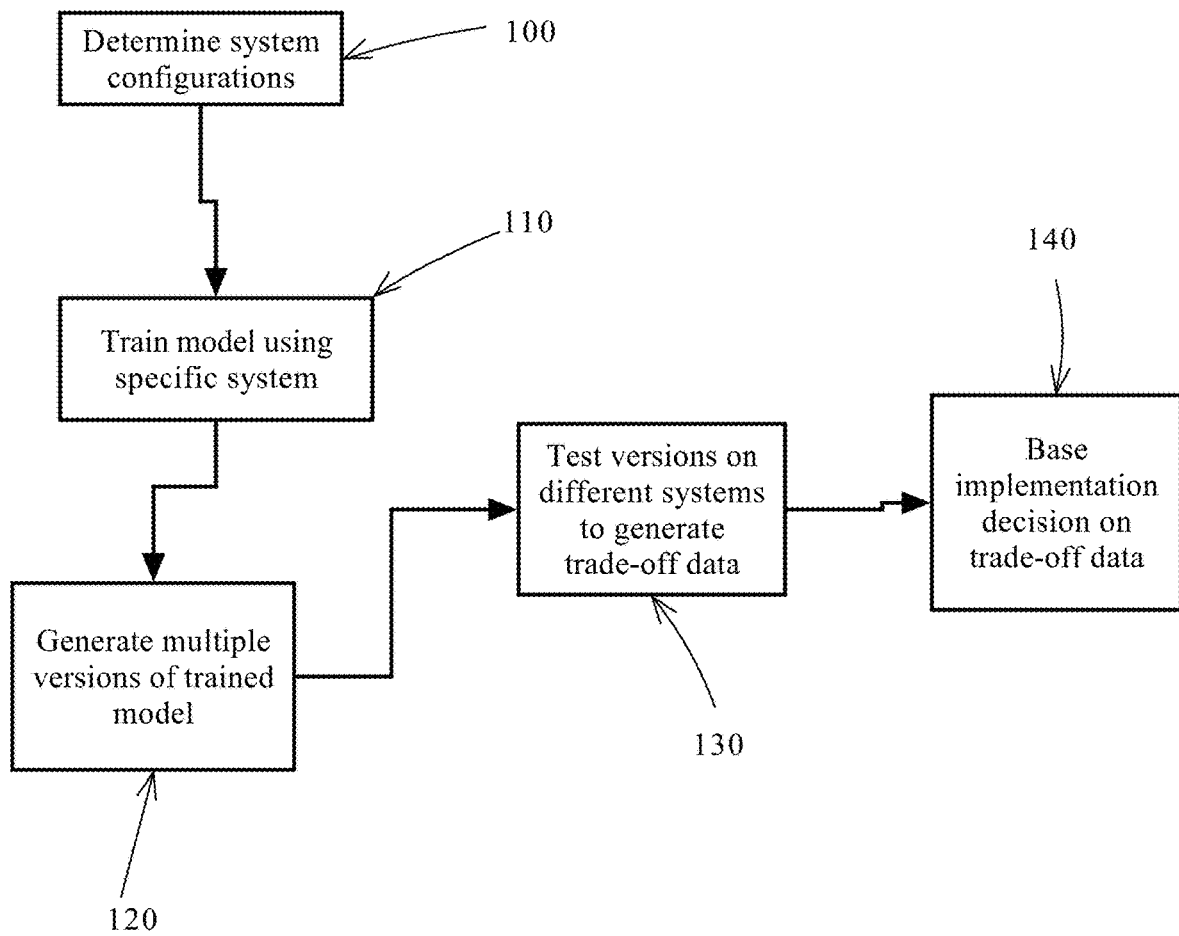 Determine system
configurations
100
110
Train model using
specific system
140
Test versions on
different systems
to generate
trade-off data
Base
implementation
decision on
trade-off data
Generate multiple
versions of trained
model
130
120